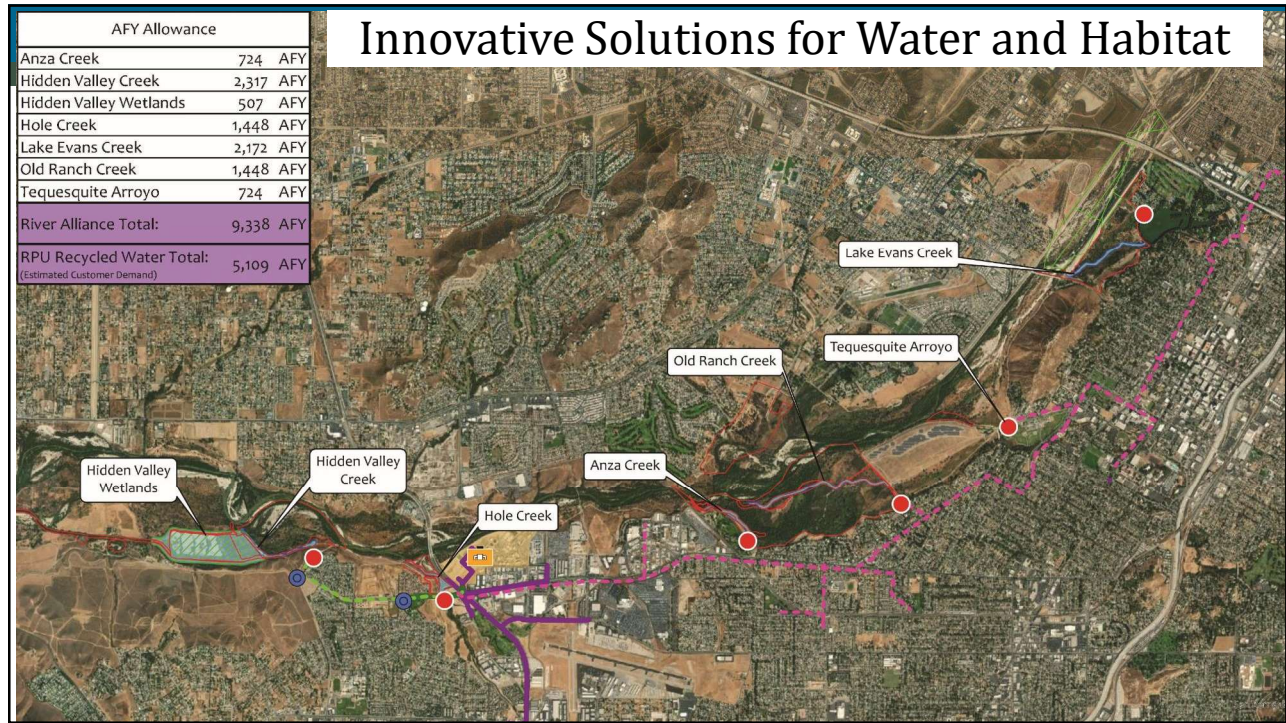 Innovative Solutions for Water and Habitat
AFY Allowance
Anza Creek 724 AFY
Hidden Valley Creek 2,317 AFY
Hidden Valley Wetlands 507 AFY
Hole Creek 1,448 AFY
Lake Evans Creek 2,172 AFY
Old Ranch Creek 1,448 AFY
Tequesquite Arroyo 724 AFY
River Alliance Total: 9,338 AFY
RPU Recycled Water Total: 5,109 AFY
(Estimated Customer Demand)
Lake Evans Creek
Tequesquite Arroyo
Old Ranch Creek
Anza Creek
Hidden Valley
Wetlands
Hidden Valley
Creek
Hole Creek